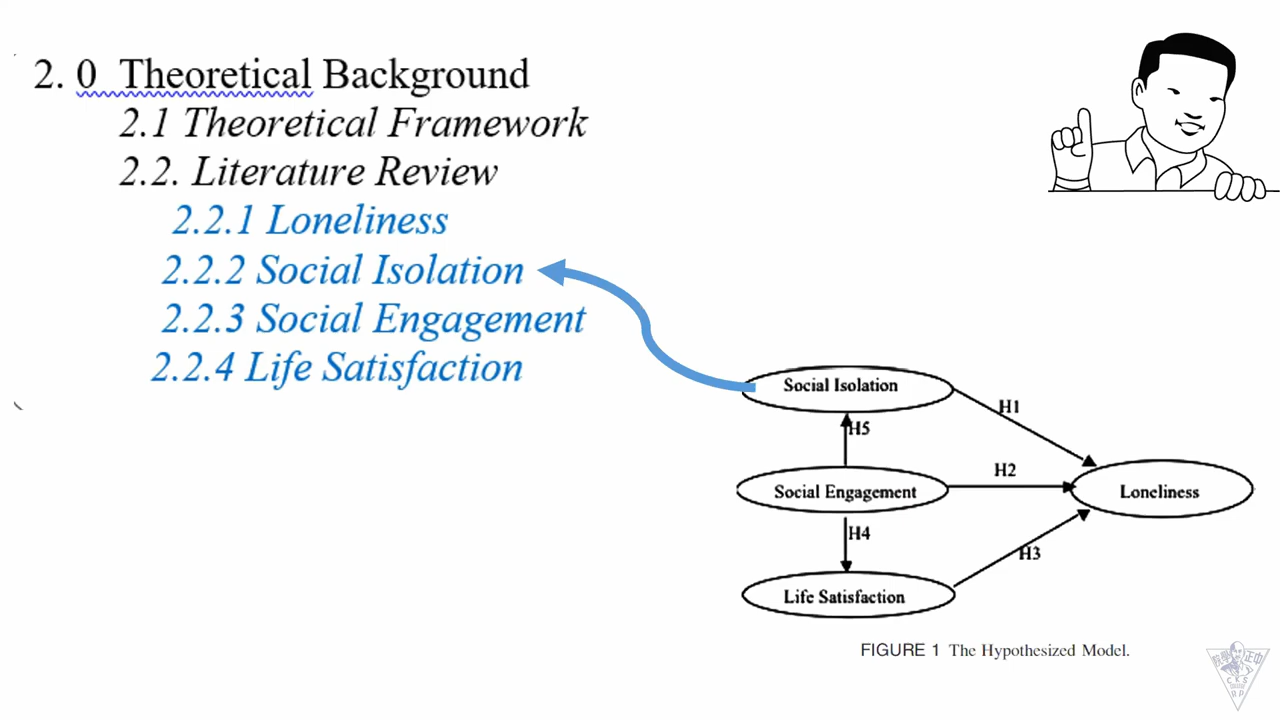 2. 0 Theoretical Background
2.1 Theoretical Framework
2.2. Literature Review
2.2.1 Loneliness
2.2.2 Social Isolation
2.2.3 Social Engagement
2.2.4 Life Satisfaction
Social Isolation
H1
H5
H2
Social Engagement
Loneliness
H4
H3
Life Satisfaction
FIGURE 1 The Hypothesized Model.